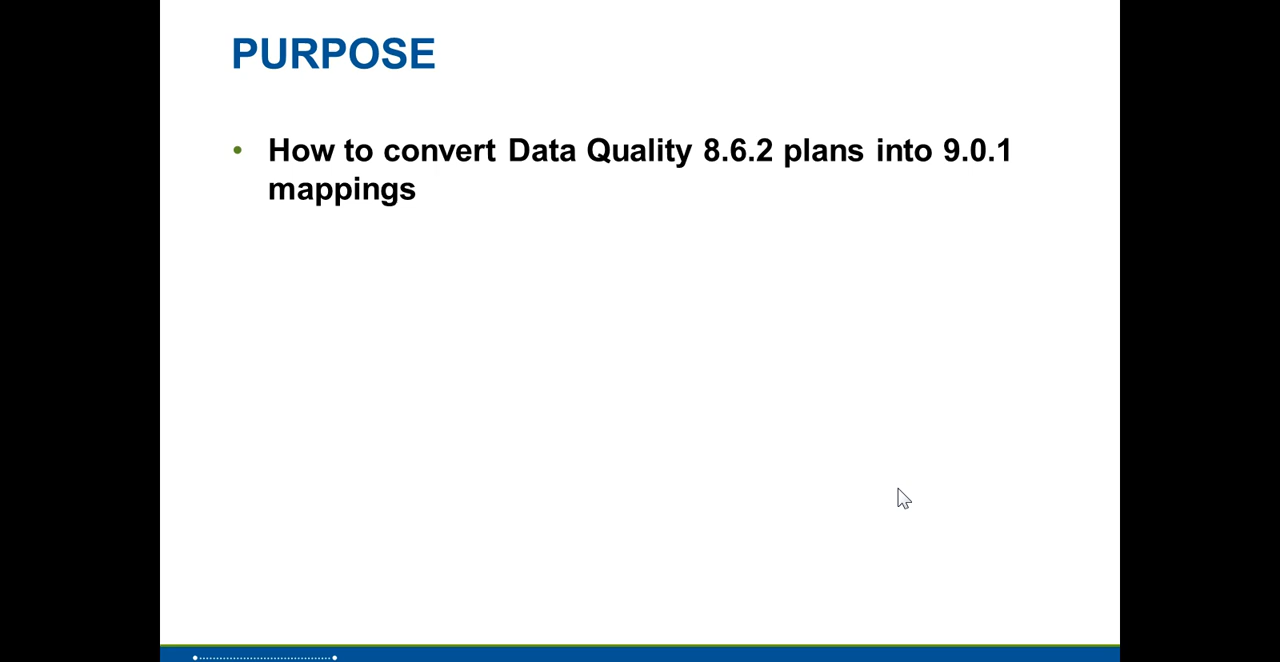 PURPOSE
• How to convert Data Quality 8.6.2 plans into 9.0.1
mappings